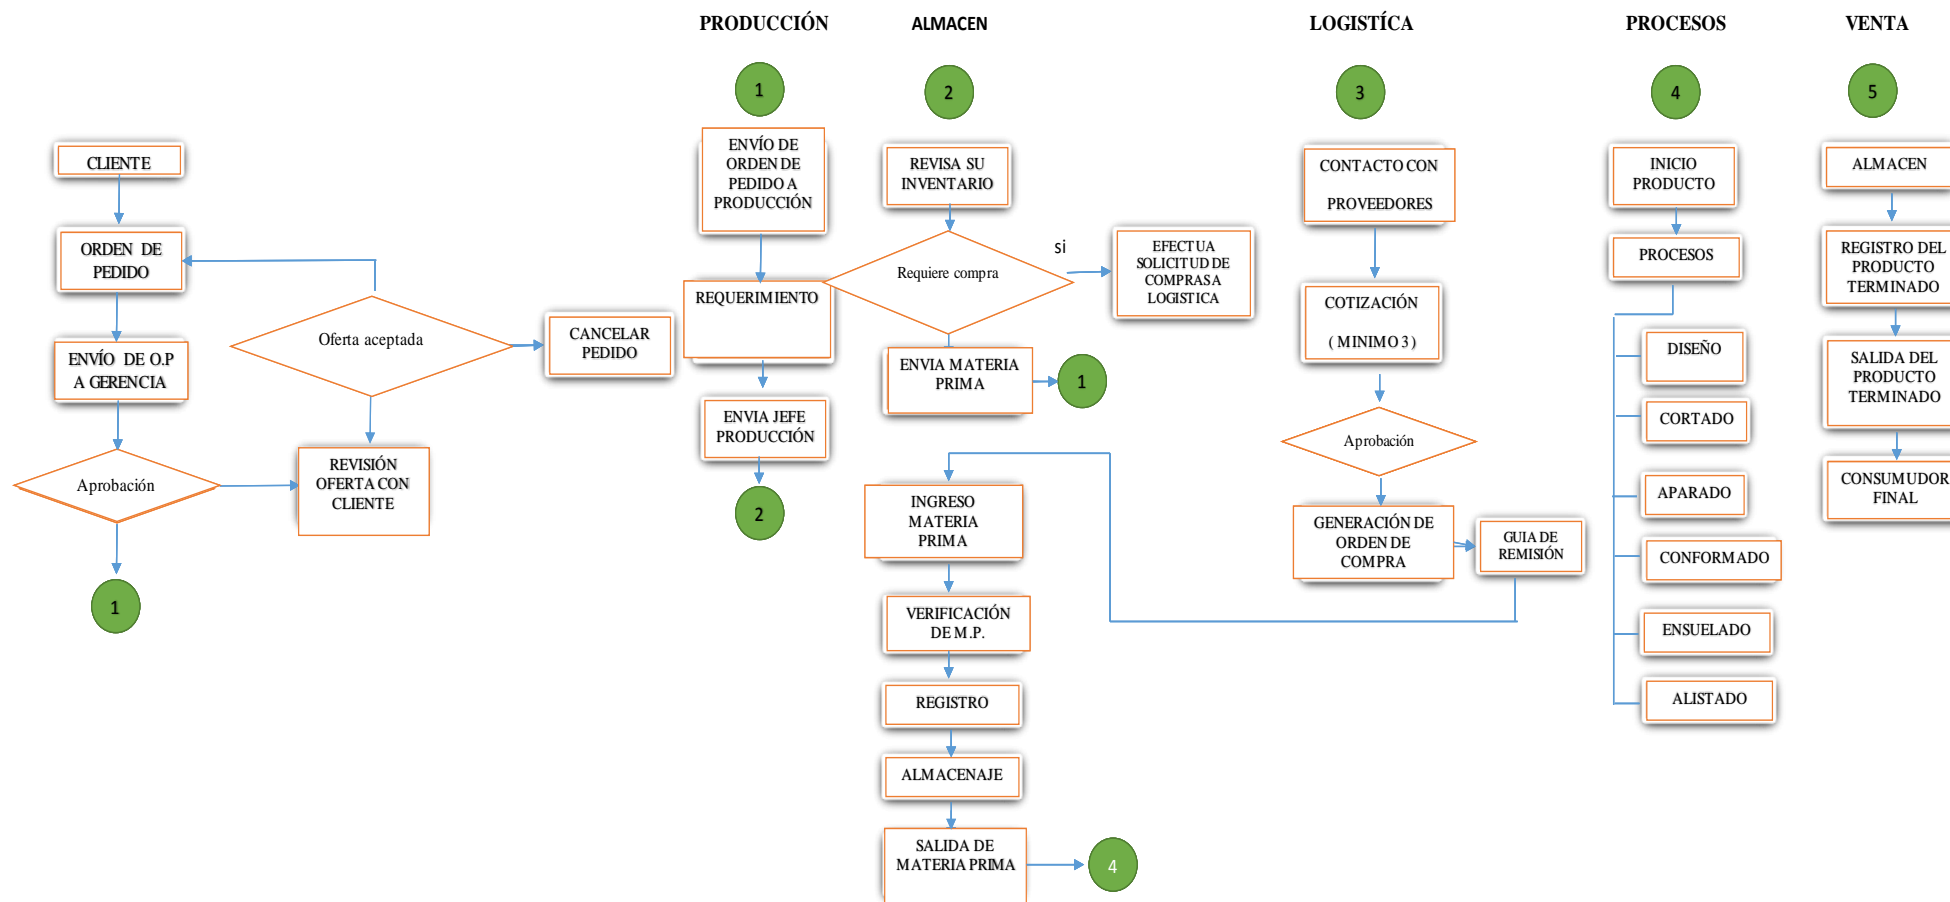 PRODUCCIÓN
ALMACEN
LOGISTÍCA
PROCESOS
VENTA
1
2
3
4
5
CLIENTE
ORDEN DE
PEDIDO
ENVÍO DE O.P
A GERENCIA
Aprobación
1
Oferta aceptada
REVISIÓN
OFERTA CON
CLIENTE
CANCELAR
PEDIDO
ENVÍO DE
ORDEN DE
PEDIDO A
PRODUCCIÓN
REQUERIMIENTO
ENVIA JEFE
PRODUCCIÓN
2
REVISA SU
INVENTARIO
Requiere compra
si
EFECTUA
SOLICITUD DE
COMPRAS A
LOGISTICA
ENVIA MATERIA
PRIMA
1
INGRESO
MATERIA
PRIMA
VERIFICACIÓN
DE M.P.
REGISTRO
ALMACENAJE
SALIDA DE
MATERIA PRIMA
4
CONTACTO CON
PROVEEDORES
COTIZACIÓN
( MINIMO 3 )
Aprobación
GENERACIÓN DE
ORDEN DE
COMPRA
GUIA DE
REMISIÓN
INICIO
PRODUCTO
PROCESOS
DISEÑO
CORTADO
APARADO
CONFORMADO
ENSUELADO
ALISTADO
ALMACEN
REGISTRO DEL
PRODUCTO
TERMINADO
SALIDA DEL
PRODUCTO
TERMINADO
CONSUMUDOR
FINAL